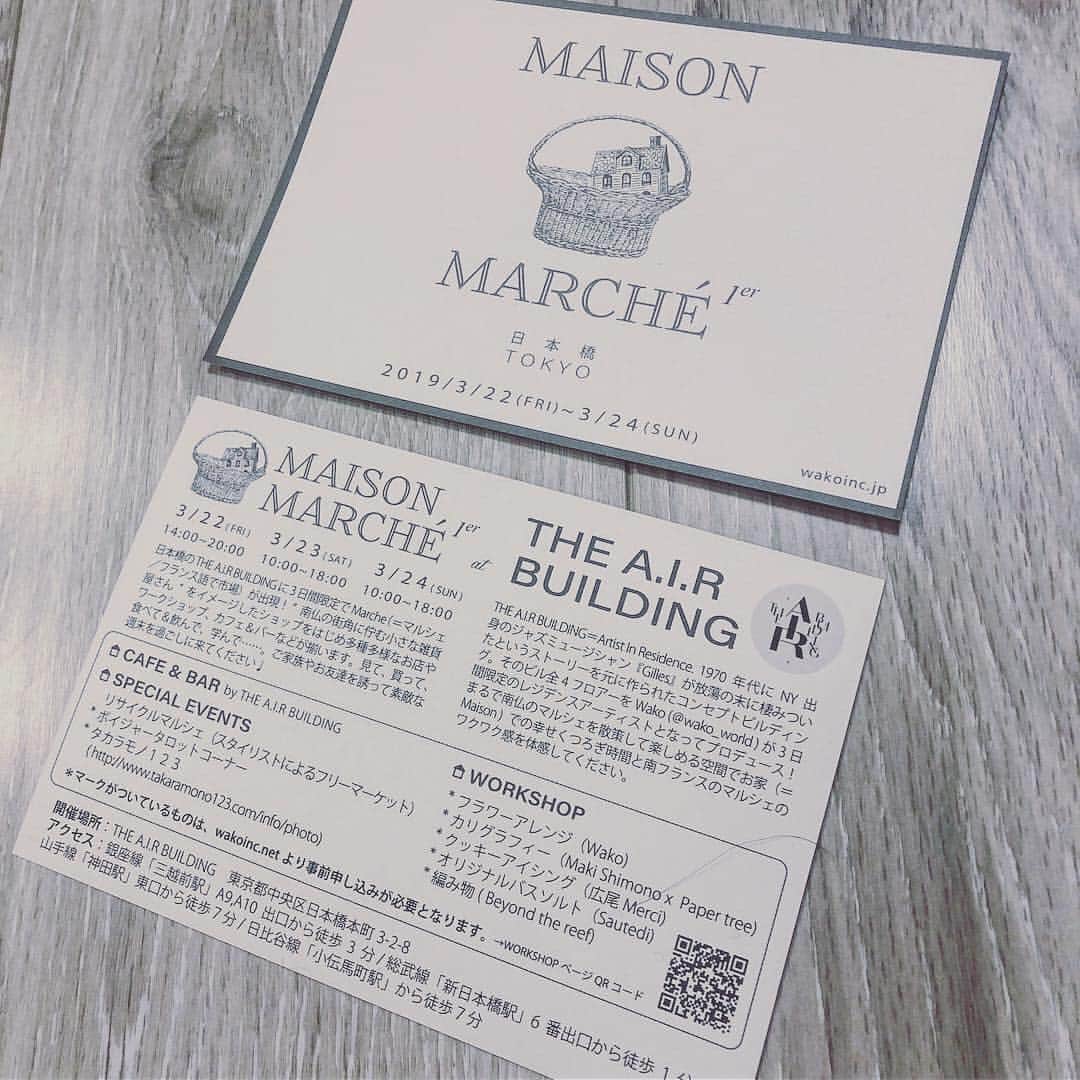 MAISON
MARCHÉ 1er
日本橋
TOKYO
2019/3/22(FRI)~3/24(SUN)
wakoinc.jp
MAISON
MARCHÉ 1er at
3/22(FRI) 3/23(SAT) 3/24(SUN)
14:00~20:00 10:00~18:00 10:00~18:00
日本橋のTHE A.I.R BUILDINGに3日間限定でMarche(=マルシェ
/フランス語で市場)が出現!"南仏の街角に佇む小さな雑貨
屋さん"をイメージしたショップをはじめ多種多様なお店や
ワークショップ、カフェ&バーなどが揃います。見て、買って、
食べて&飲んで、学んで……。ご家族やお友達を誘って素敵な
週末を過ごしに来てください♪
THE A.I.R
BUILDING
THE A.I.R BUILDING=Artist In Residence. 1970 年代に NY 出
身のジャズミュージシャン『Gilles』が放蕩の末に棲みつい
たというストーリーを元に作られたコンセプトビルディン
グ。そのビル全4フロアーを Wako (@wako_world) が3日
間限定のレジデンスアーティストとなってプロデュース!
まるで南仏のマルシェを散策して楽しめる空間でお家(=
Maison)での幸せくつろぎ時間と南フランスのマルシェの
ワクワク感を体感してください。
CAFE & BAR by THE A.I.R BUILDING
SPECIAL EVENTS
リサイクルマルシェ(スタイリストによるフリーマーケット)
*ボイジャータロットコーナー
*タカラモノ123
(http://www.takaramono123.com/info/photo)
WORKSHOP
*フラワーアレンジ(Wako)
*カリグラフィー(Maki Shimono x Paper tree)
*クッキーアイシング(広尾 Merci)
*オリジナルバスソルト(Sautedi)
*編み物(Beyond the reef)
*マークがついているものは、wakoinc.net より事前申し込みが必要となります。→WORKSHOP ページ QR コード
開催場所:THE A.I.R BUILDING 東京都中央区日本橋本町 3-2-8
アクセス:銀座線「三越前駅」A9,A10 出口から徒歩 3 分/総武線「新日本橋駅」6 番出口から徒歩 1 分
山手線「神田駅」東口から徒歩7分/日比谷線「小伝馬町駅」から徒歩7分